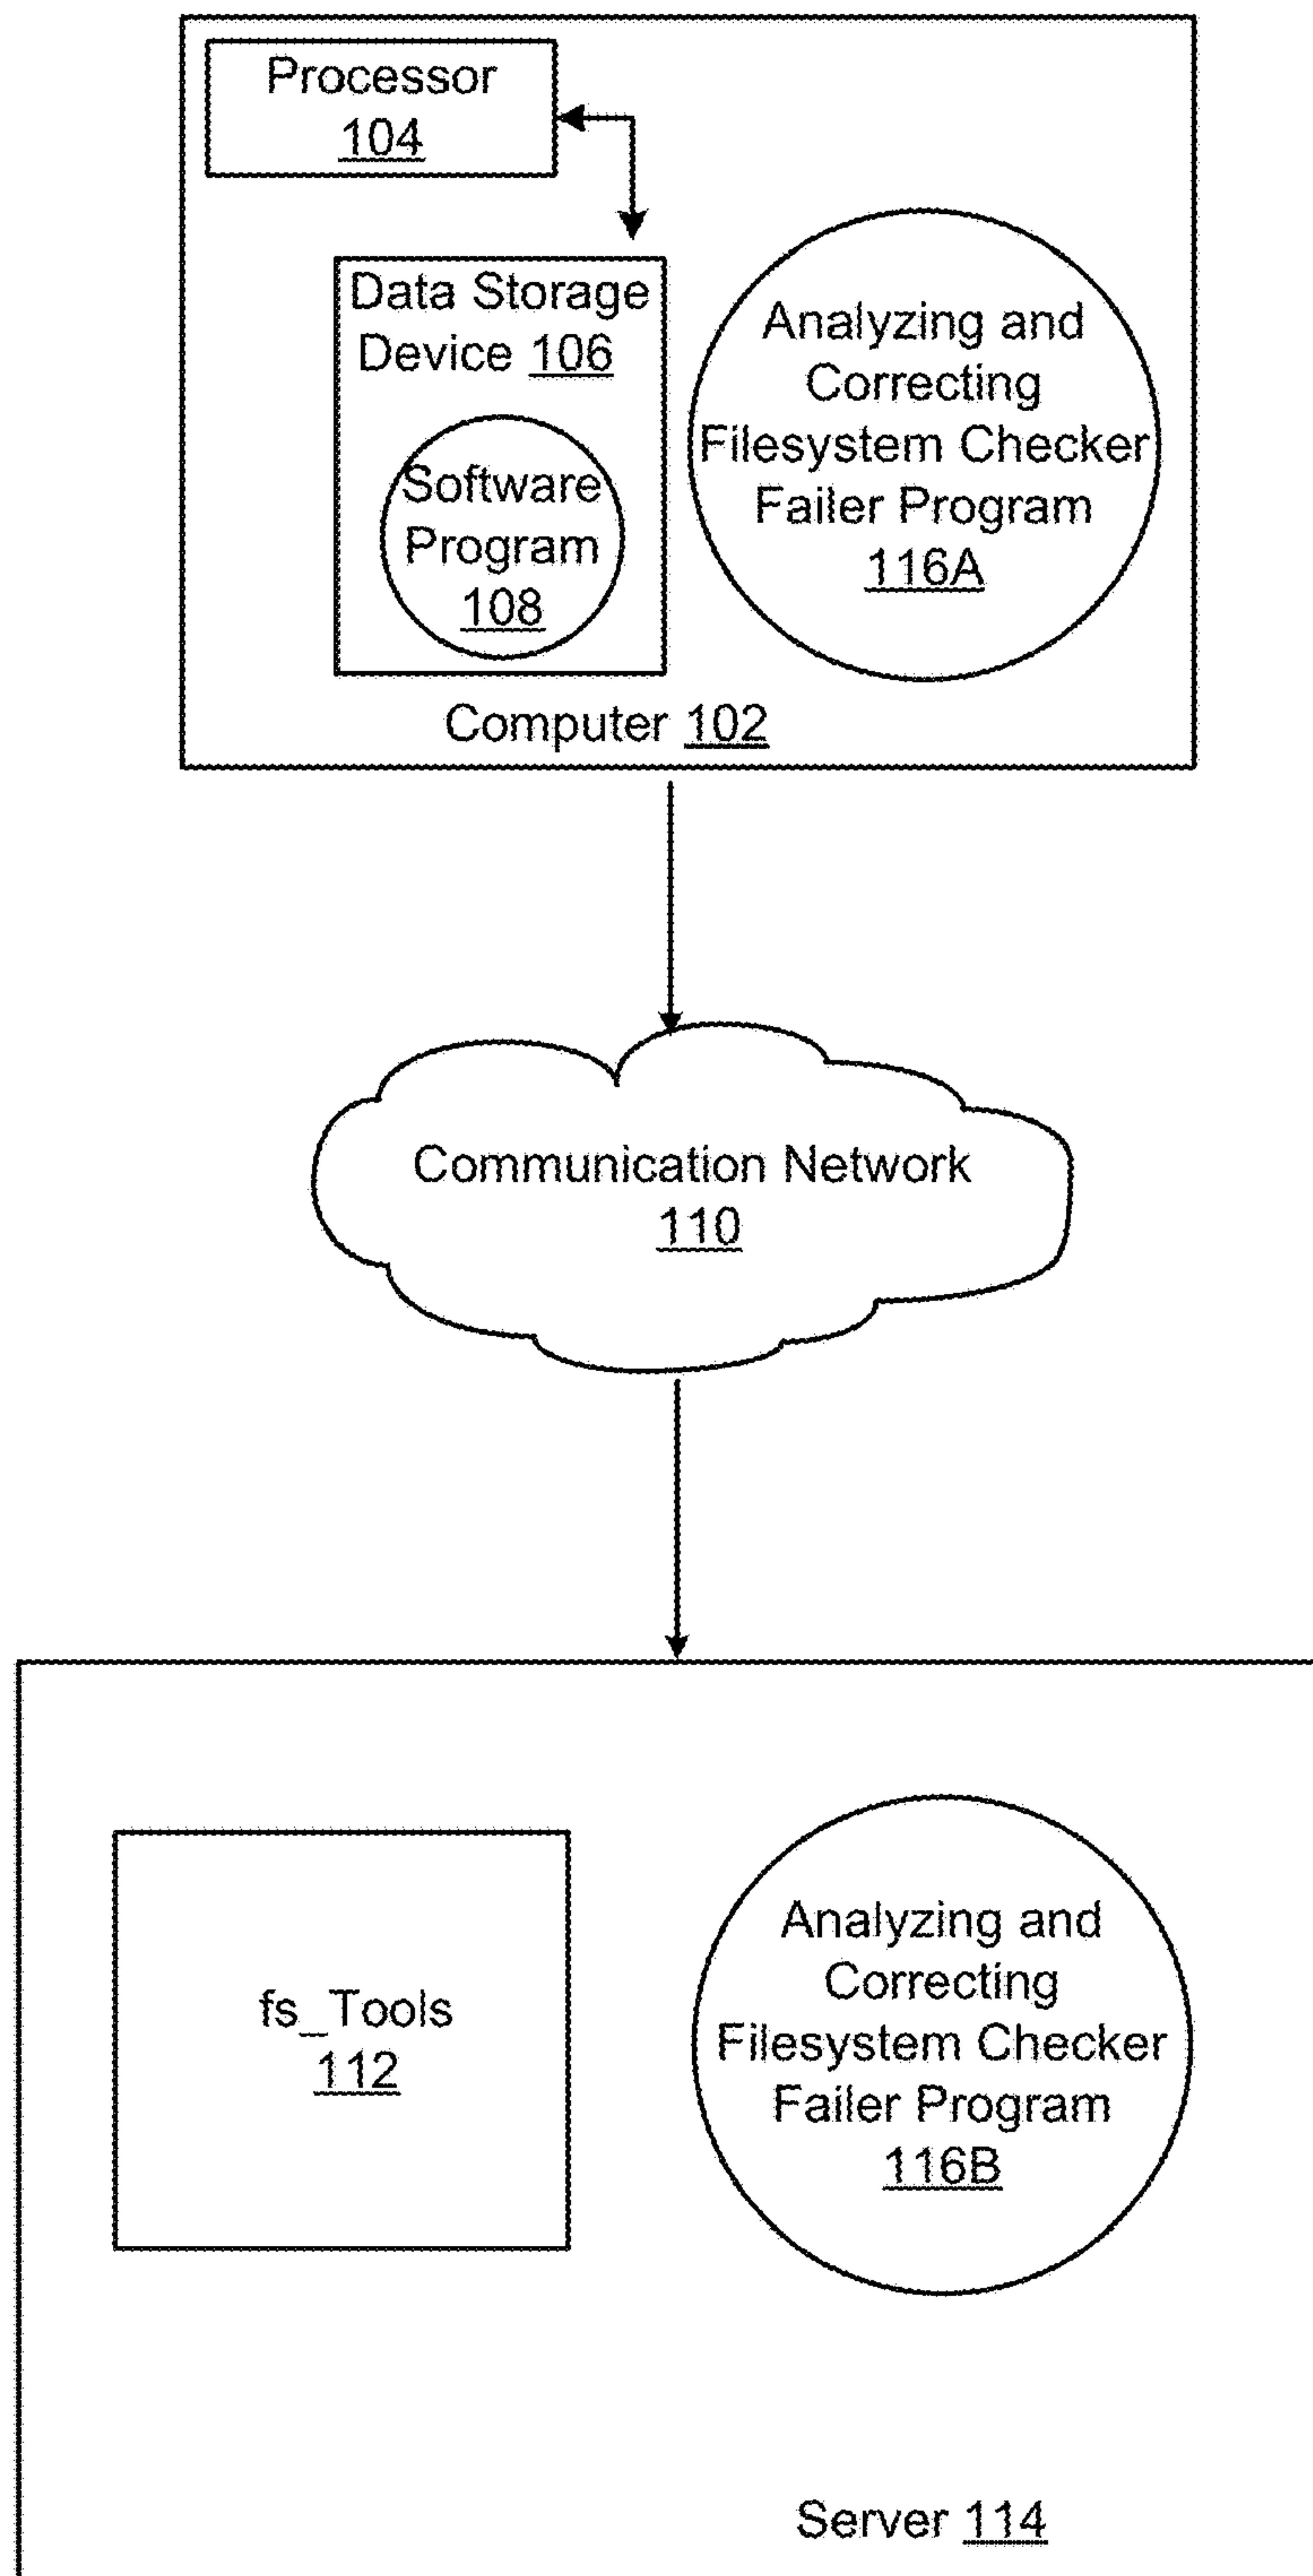 Processor
104
Data Storage
Device 106
Software
Program
108
Analyzing and
Correcting
Filesystem Checker
Failer Program
116A
Computer 102
Communication Network
110
fs_Tools
112
Analyzing and
Correcting
Filesystem Checker
Failer Program
116B
Server 114